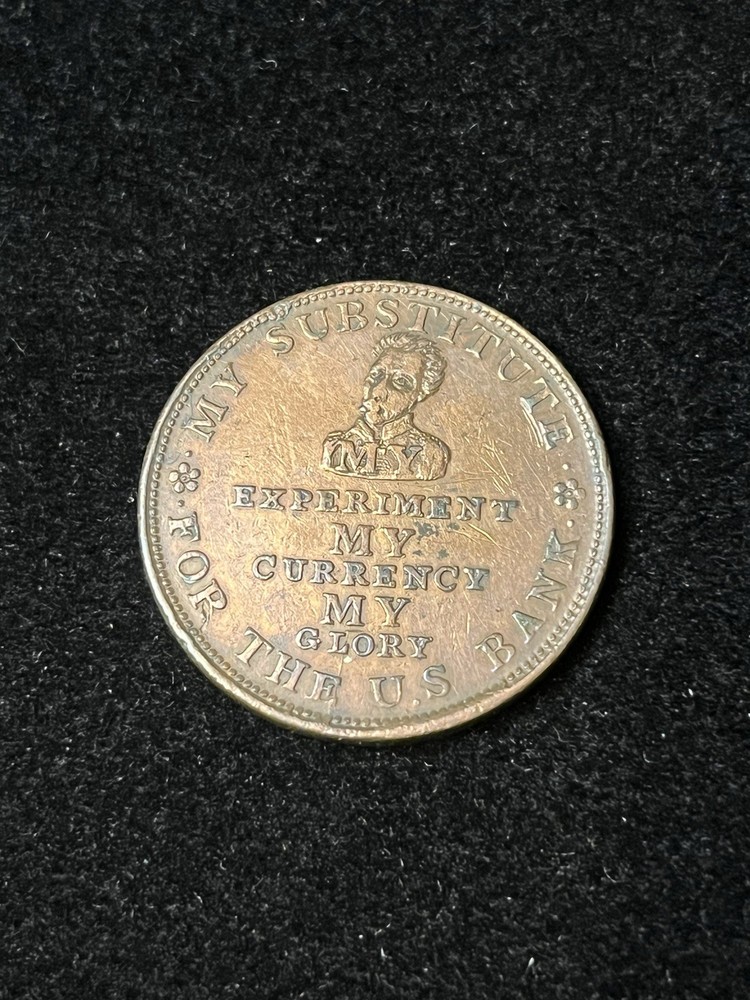 MY SUBSTITUTE
FOR THE U.S BANK
MY
EXPERIMENT
MY
CURRENCY
MY
GLORY